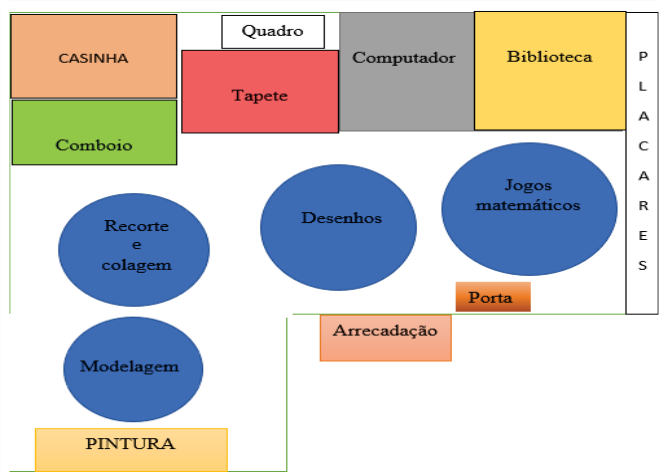 CASINHA
Quadro
Tapete
Computador
Biblioteca
P
L
A
C
A
R
E
S
Comboio
Recorte
e
colagem
Desenhos
Jogos
matemáticos
Porta
Arrecadação
Modelagem
PINTURA